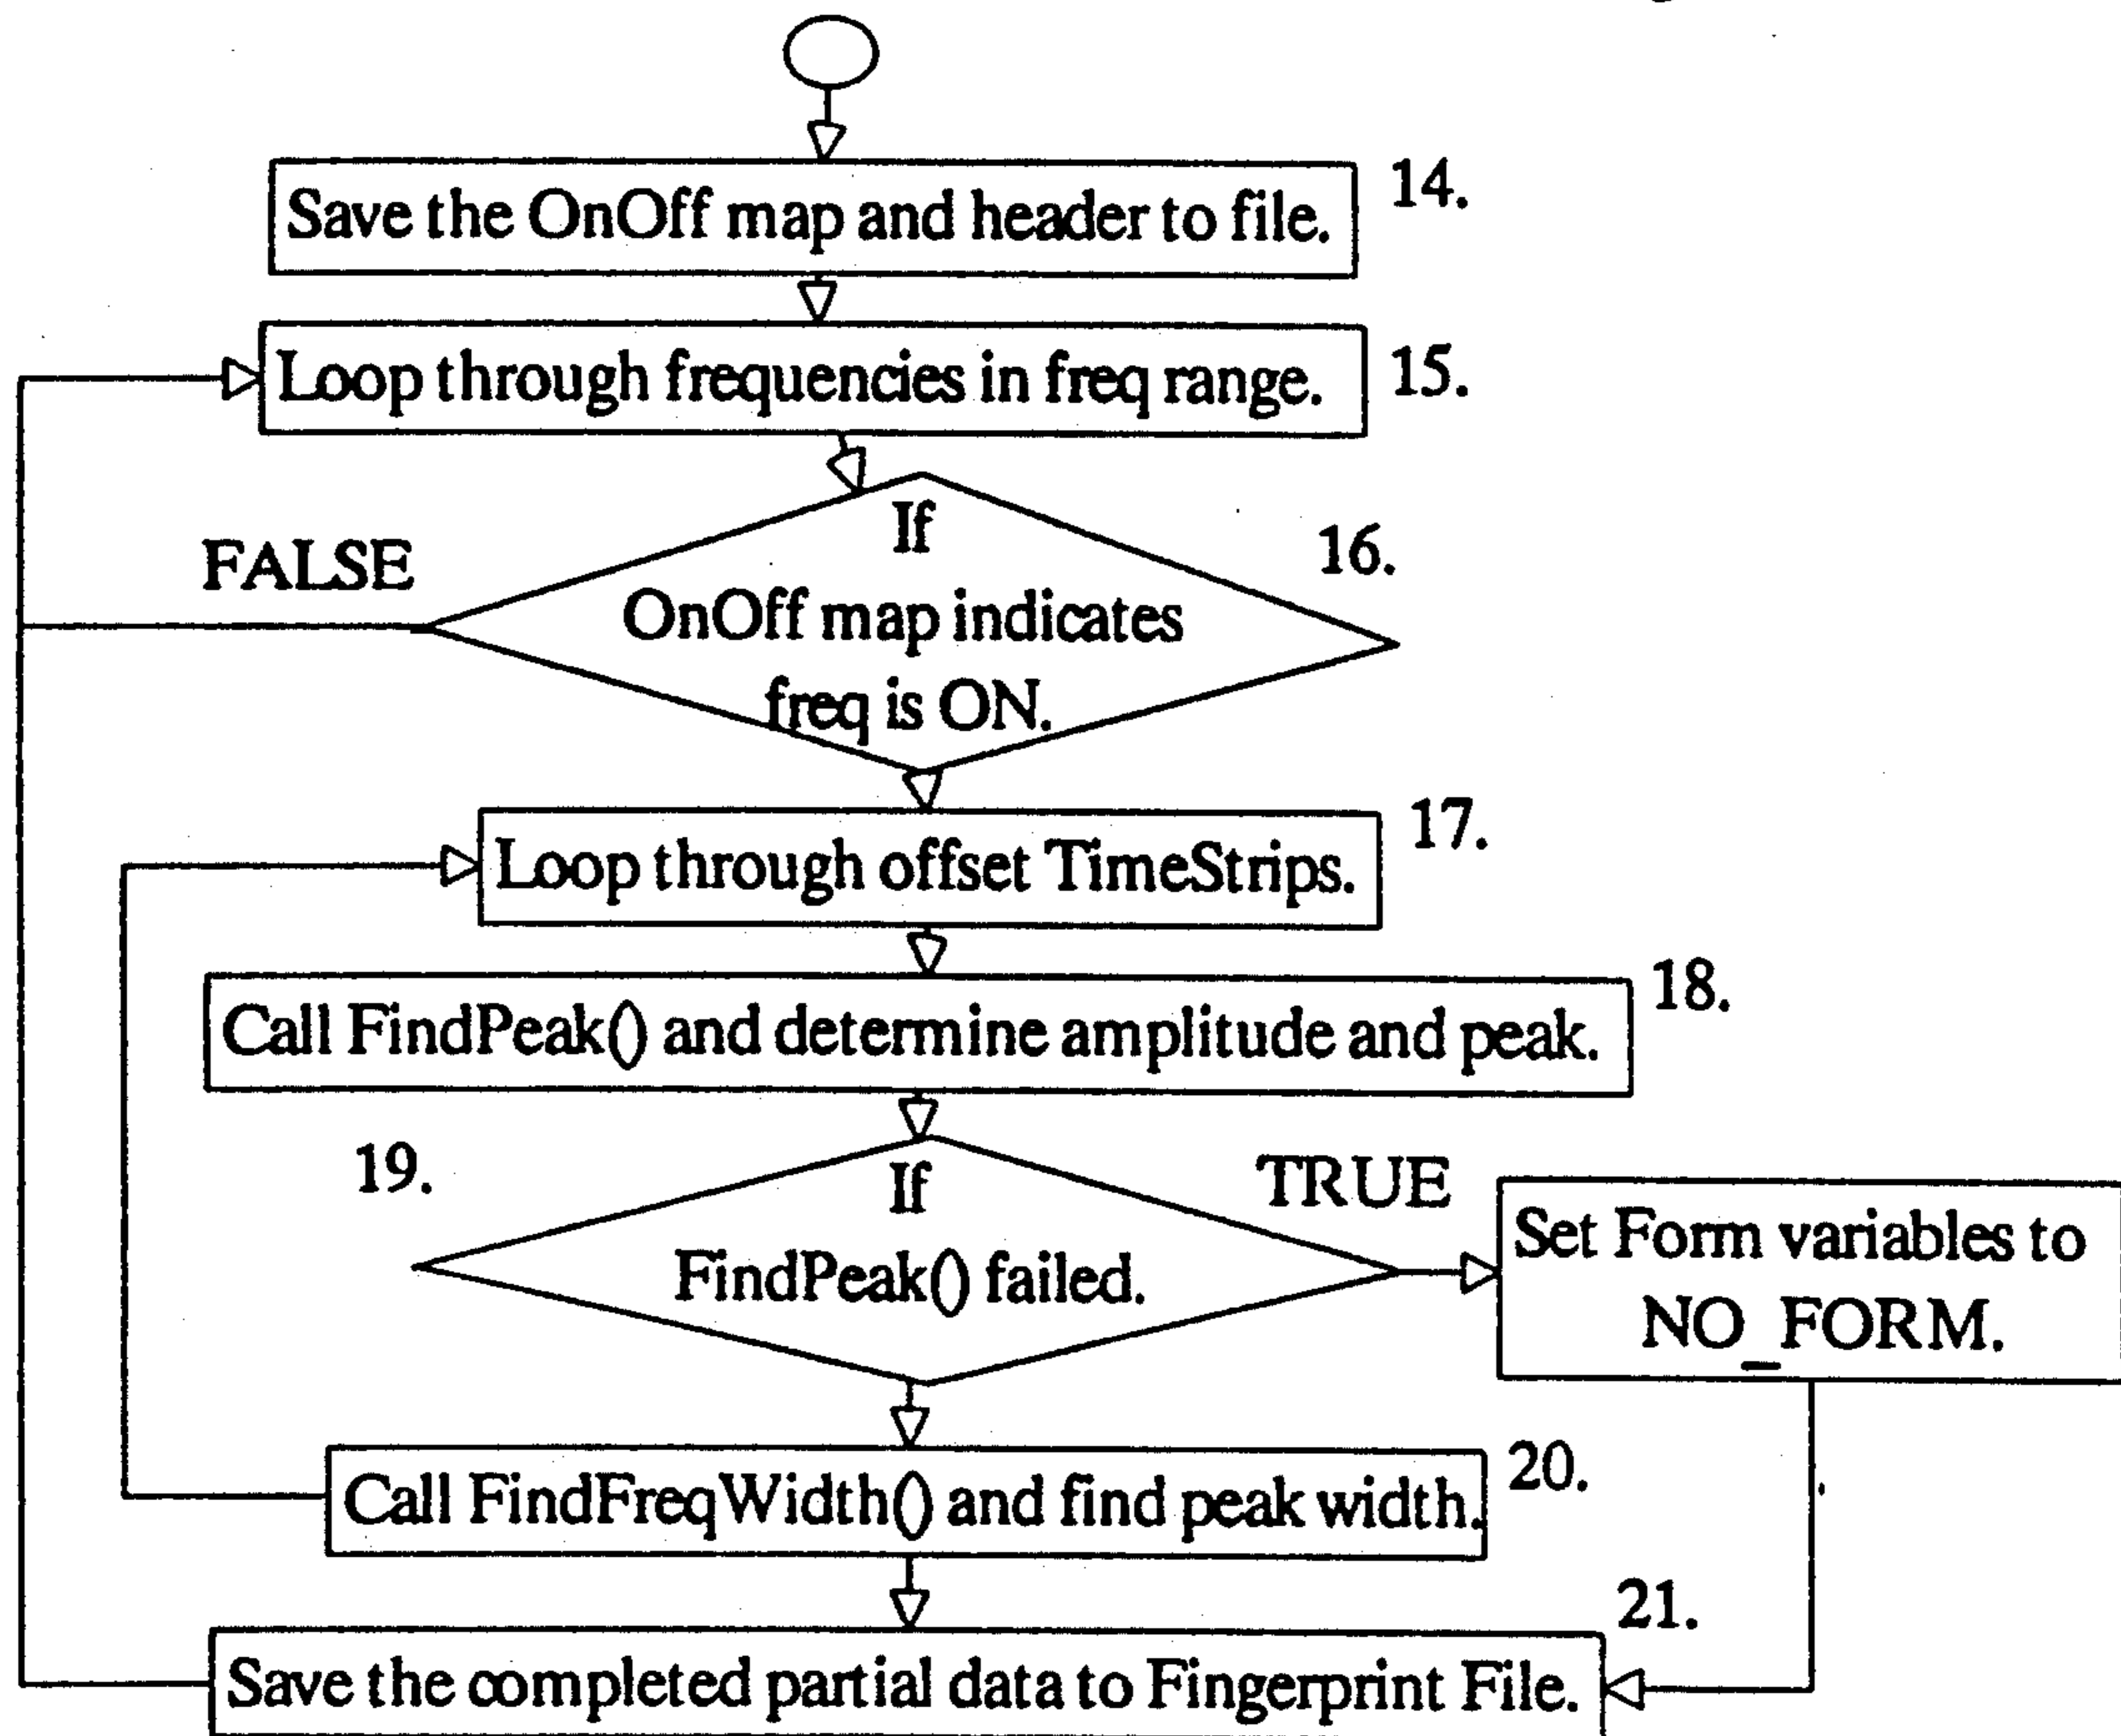 Save the OnOff map and header to file.
14.
Loop through frequencies in freq range.
15.
If
OnOff map indicates
freq is ON.
16.
FALSE
Loop through offset TimeStrips.
17.
Call FindPeak() and determine amplitude and peak.
18.
19.
If
FindPeak() failed.
TRUE
Set Form variables to
NO_FORM.
Call FindFreqWidth() and find peak width.
20.
21.
Save the completed partial data to Fingerprint File.